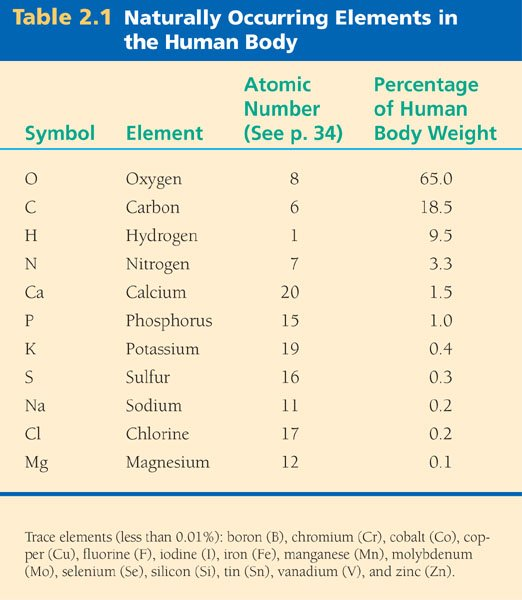 Table 2.1 Naturally Occurring Elements in
the Human Body
Symbol Element Atomic Number (See p. 34) Percentage of Human Body Weight
O Oxygen 8 65.0
C Carbon 6 18.5
H Hydrogen 1 9.5
N Nitrogen 7 3.3
Ca Calcium 20 1.5
P Phosphorus 15 1.0
K Potassium 19 0.4
S Sulfur 16 0.3
Na Sodium 11 0.2
Cl Chlorine 17 0.2
Mg Magnesium 12 0.1
Trace elements (less than 0.01%): boron (B), chromium (Cr), cobalt (Co), cop-
per (Cu), fluorine (F), iodine (I), iron (Fe), manganese (Mn), molybdenum
(Mo), selenium (Se), silicon (Si), tin (Sn), vanadium (V), and zinc (Zn).